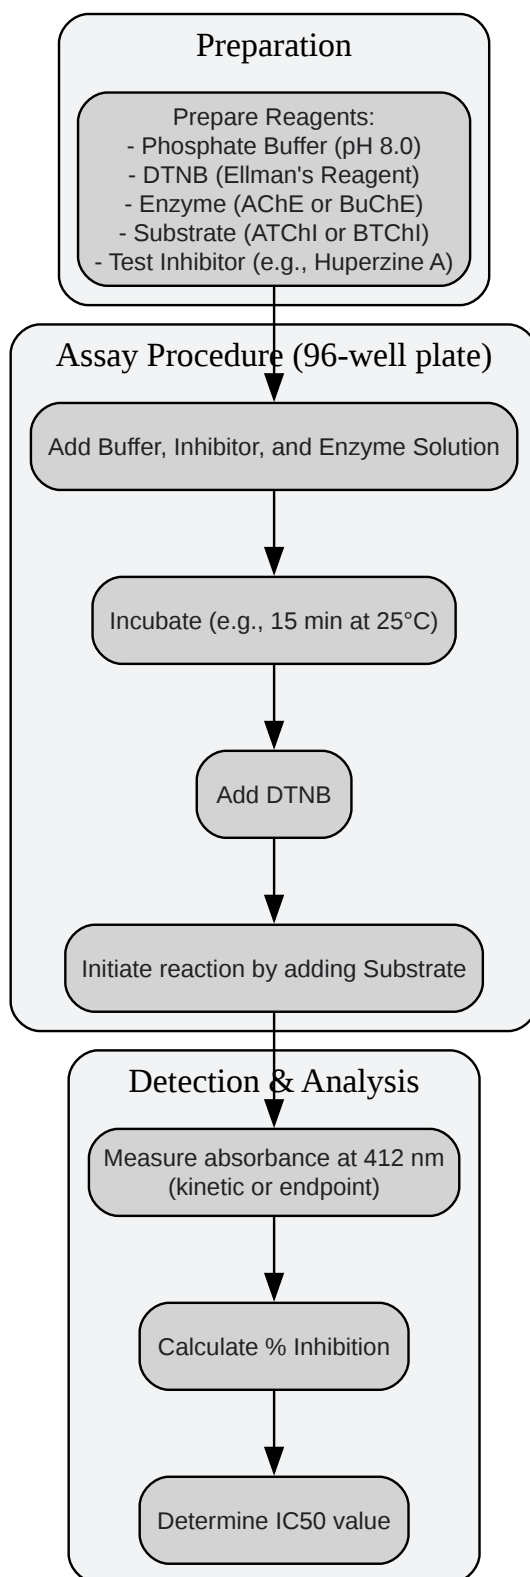 Preparation
Prepare Reagents:
- Phosphate Buffer (pH 8.0)
- DTNB (Ellman's Reagent)
- Enzyme (AChE or BuChE)
- Substrate (ATChI or BTChI)
- Test Inhibitor (e.g., Huperzine A)
Assay Procedure (96-well plate)
Add Buffer, Inhibitor, and Enzyme Solution
Incubate (e.g., 15 min at 25°C)
Add DTNB
Initiate reaction by adding Substrate
Detection & Analysis
Measure absorbance at 412 nm
(kinetic or endpoint)
Calculate % Inhibition
Determine IC50 value